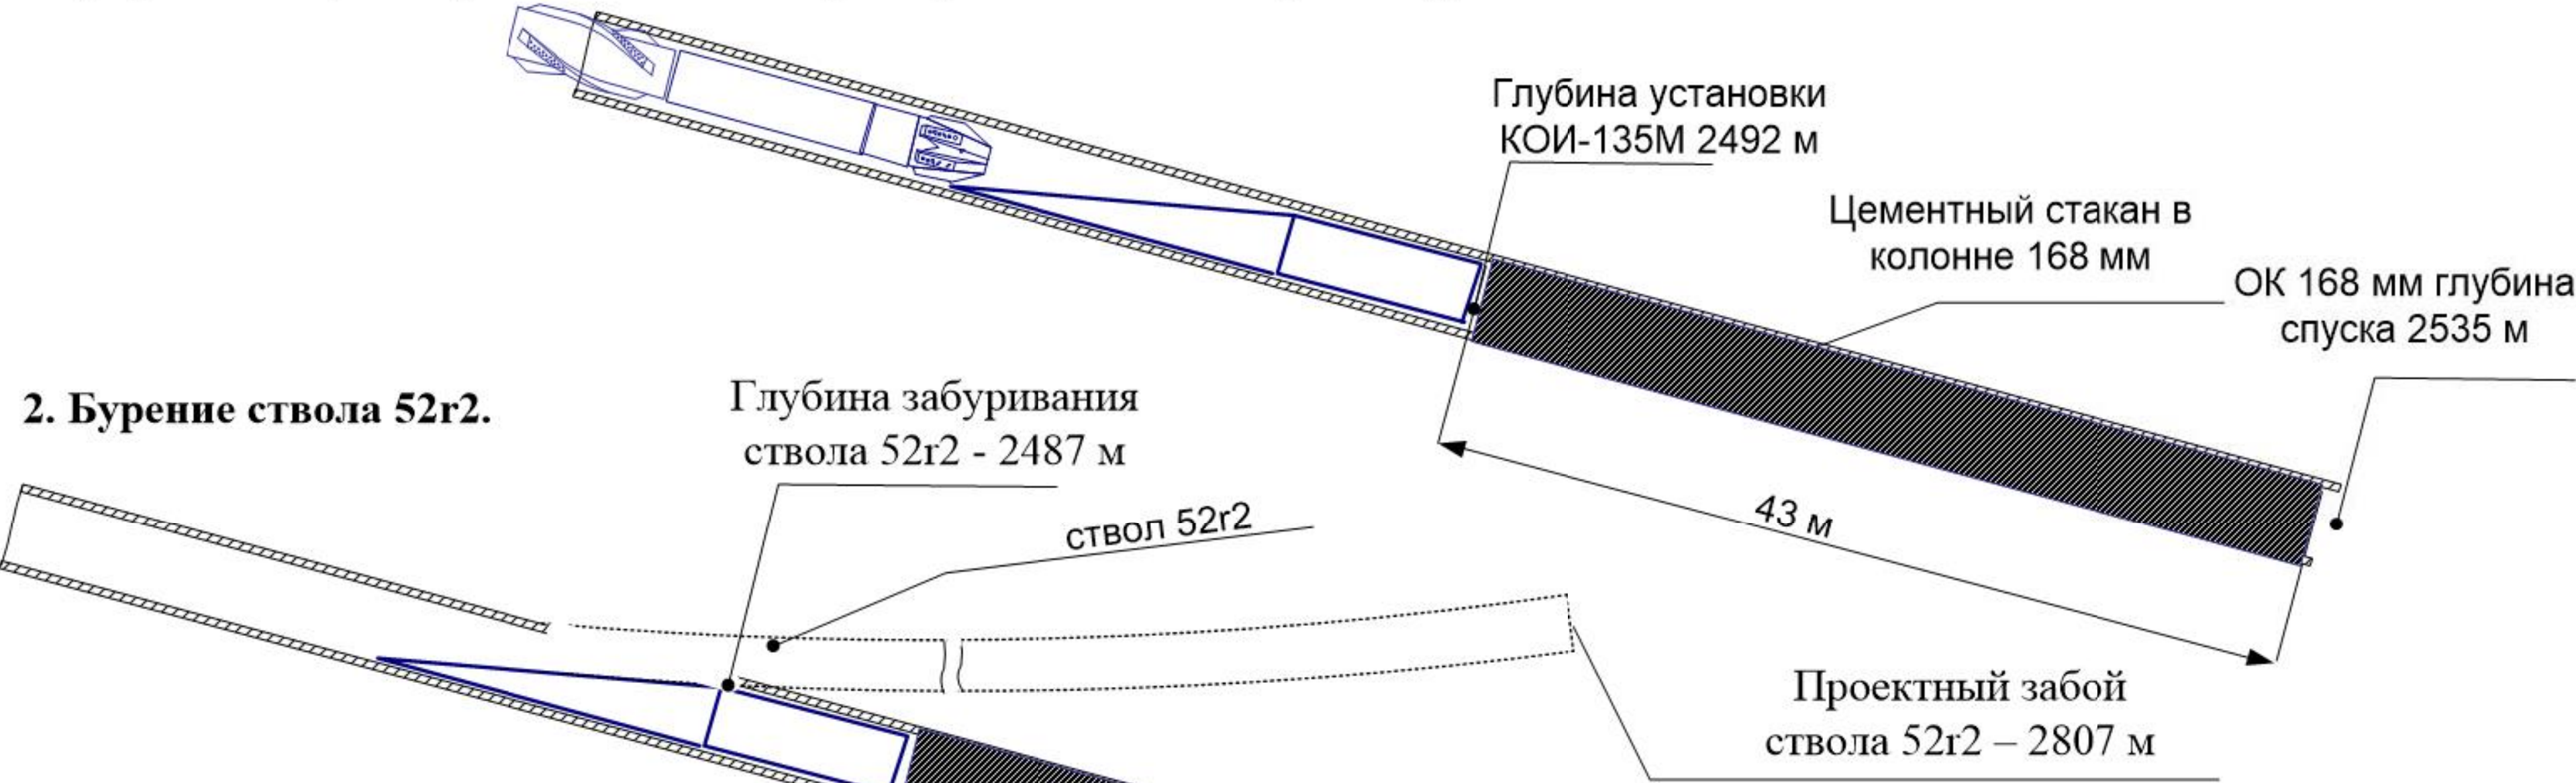 Глубина установки
КОИ-135М 2492 м
Цементный стакан в
колонне 168 мм
ОК 168 мм глубина
спуска 2535 м
43 м
2. Бурение ствола 52r2.
Глубина забуривания
ствола 52r2 - 2487 м
ствол 52r2
Проектный забой
ствола 52r2 – 2807 м